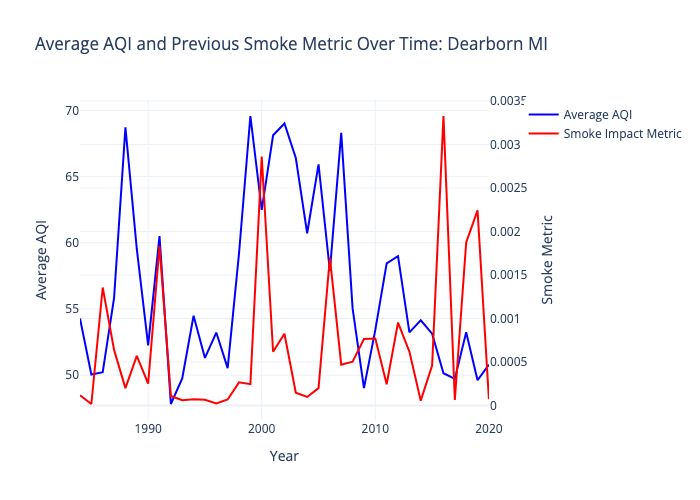 Average AQI and Previous Smoke Metric Over Time: Dearborn MI
Average AQI
Smoke Impact Metric
70
65
60
55
50
Average AQI
0.0035
0.003
0.0025
0.002
0.0015
0.001
0.0005
0
Smoke Metric
1990
2000
2010
2020
Year